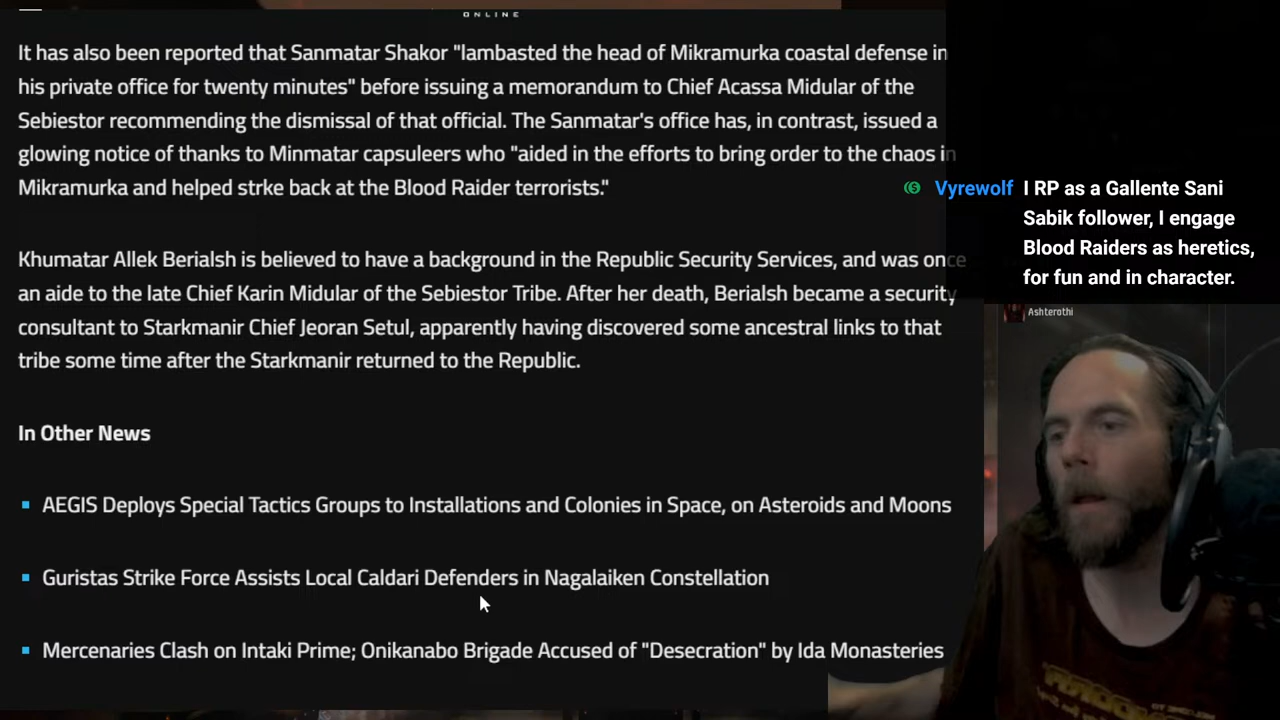 ONLINE
It has also been reported that Sanmatar Shakor "lambasted the head of Mikramurka coastal defense in
his private office for twenty minutes" before issuing a memorandum to Chief Acassa Midular of the
Sebiestor recommending the dismissal of that official. The Sanmatar's office has, in contrast, issued a
glowing notice of thanks to Minmatar capsuleers who "aided in the efforts to bring order to the chaos in
Mikramurka and helped strke back at the Blood Raider terrorists."
Khumatar Allek Berialsh is believed to have a background in the Republic Security Services, and was once
an aide to the late Chief Karin Midular of the Sebiestor Tribe. After her death, Berialsh became a security
consultant to Starkmanir Chief Jeoran Setul, apparently having discovered some ancestral links to that
tribe some time after the Starkmanir returned to the Republic.
In Other News
AEGIS Deploys Special Tactics Groups to Installations and Colonies in Space, on Asteroids and Moons
Guristas Strike Force Assists Local Caldari Defenders in Nagalaiken Constellation
Mercenaries Clash on Intaki Prime; Onikanabo Brigade Accused of "Desecration" by Ida Monasteries
Vyrewolf I RP as a Gallente Sani
Sabik follower, I engage
Blood Raiders as heretics,
for fun and in character.
Ashterothi